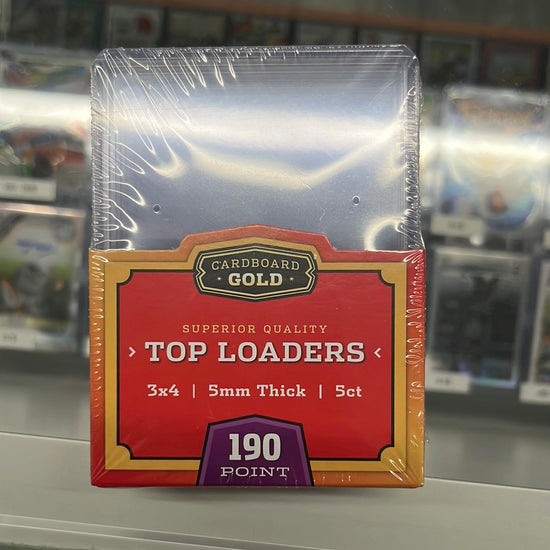 CARDBOARD
GOLD
SUPERIOR QUALITY
› TOP LOADERS ‹
3x4 | 5mm Thick | 5ct
190
POINT